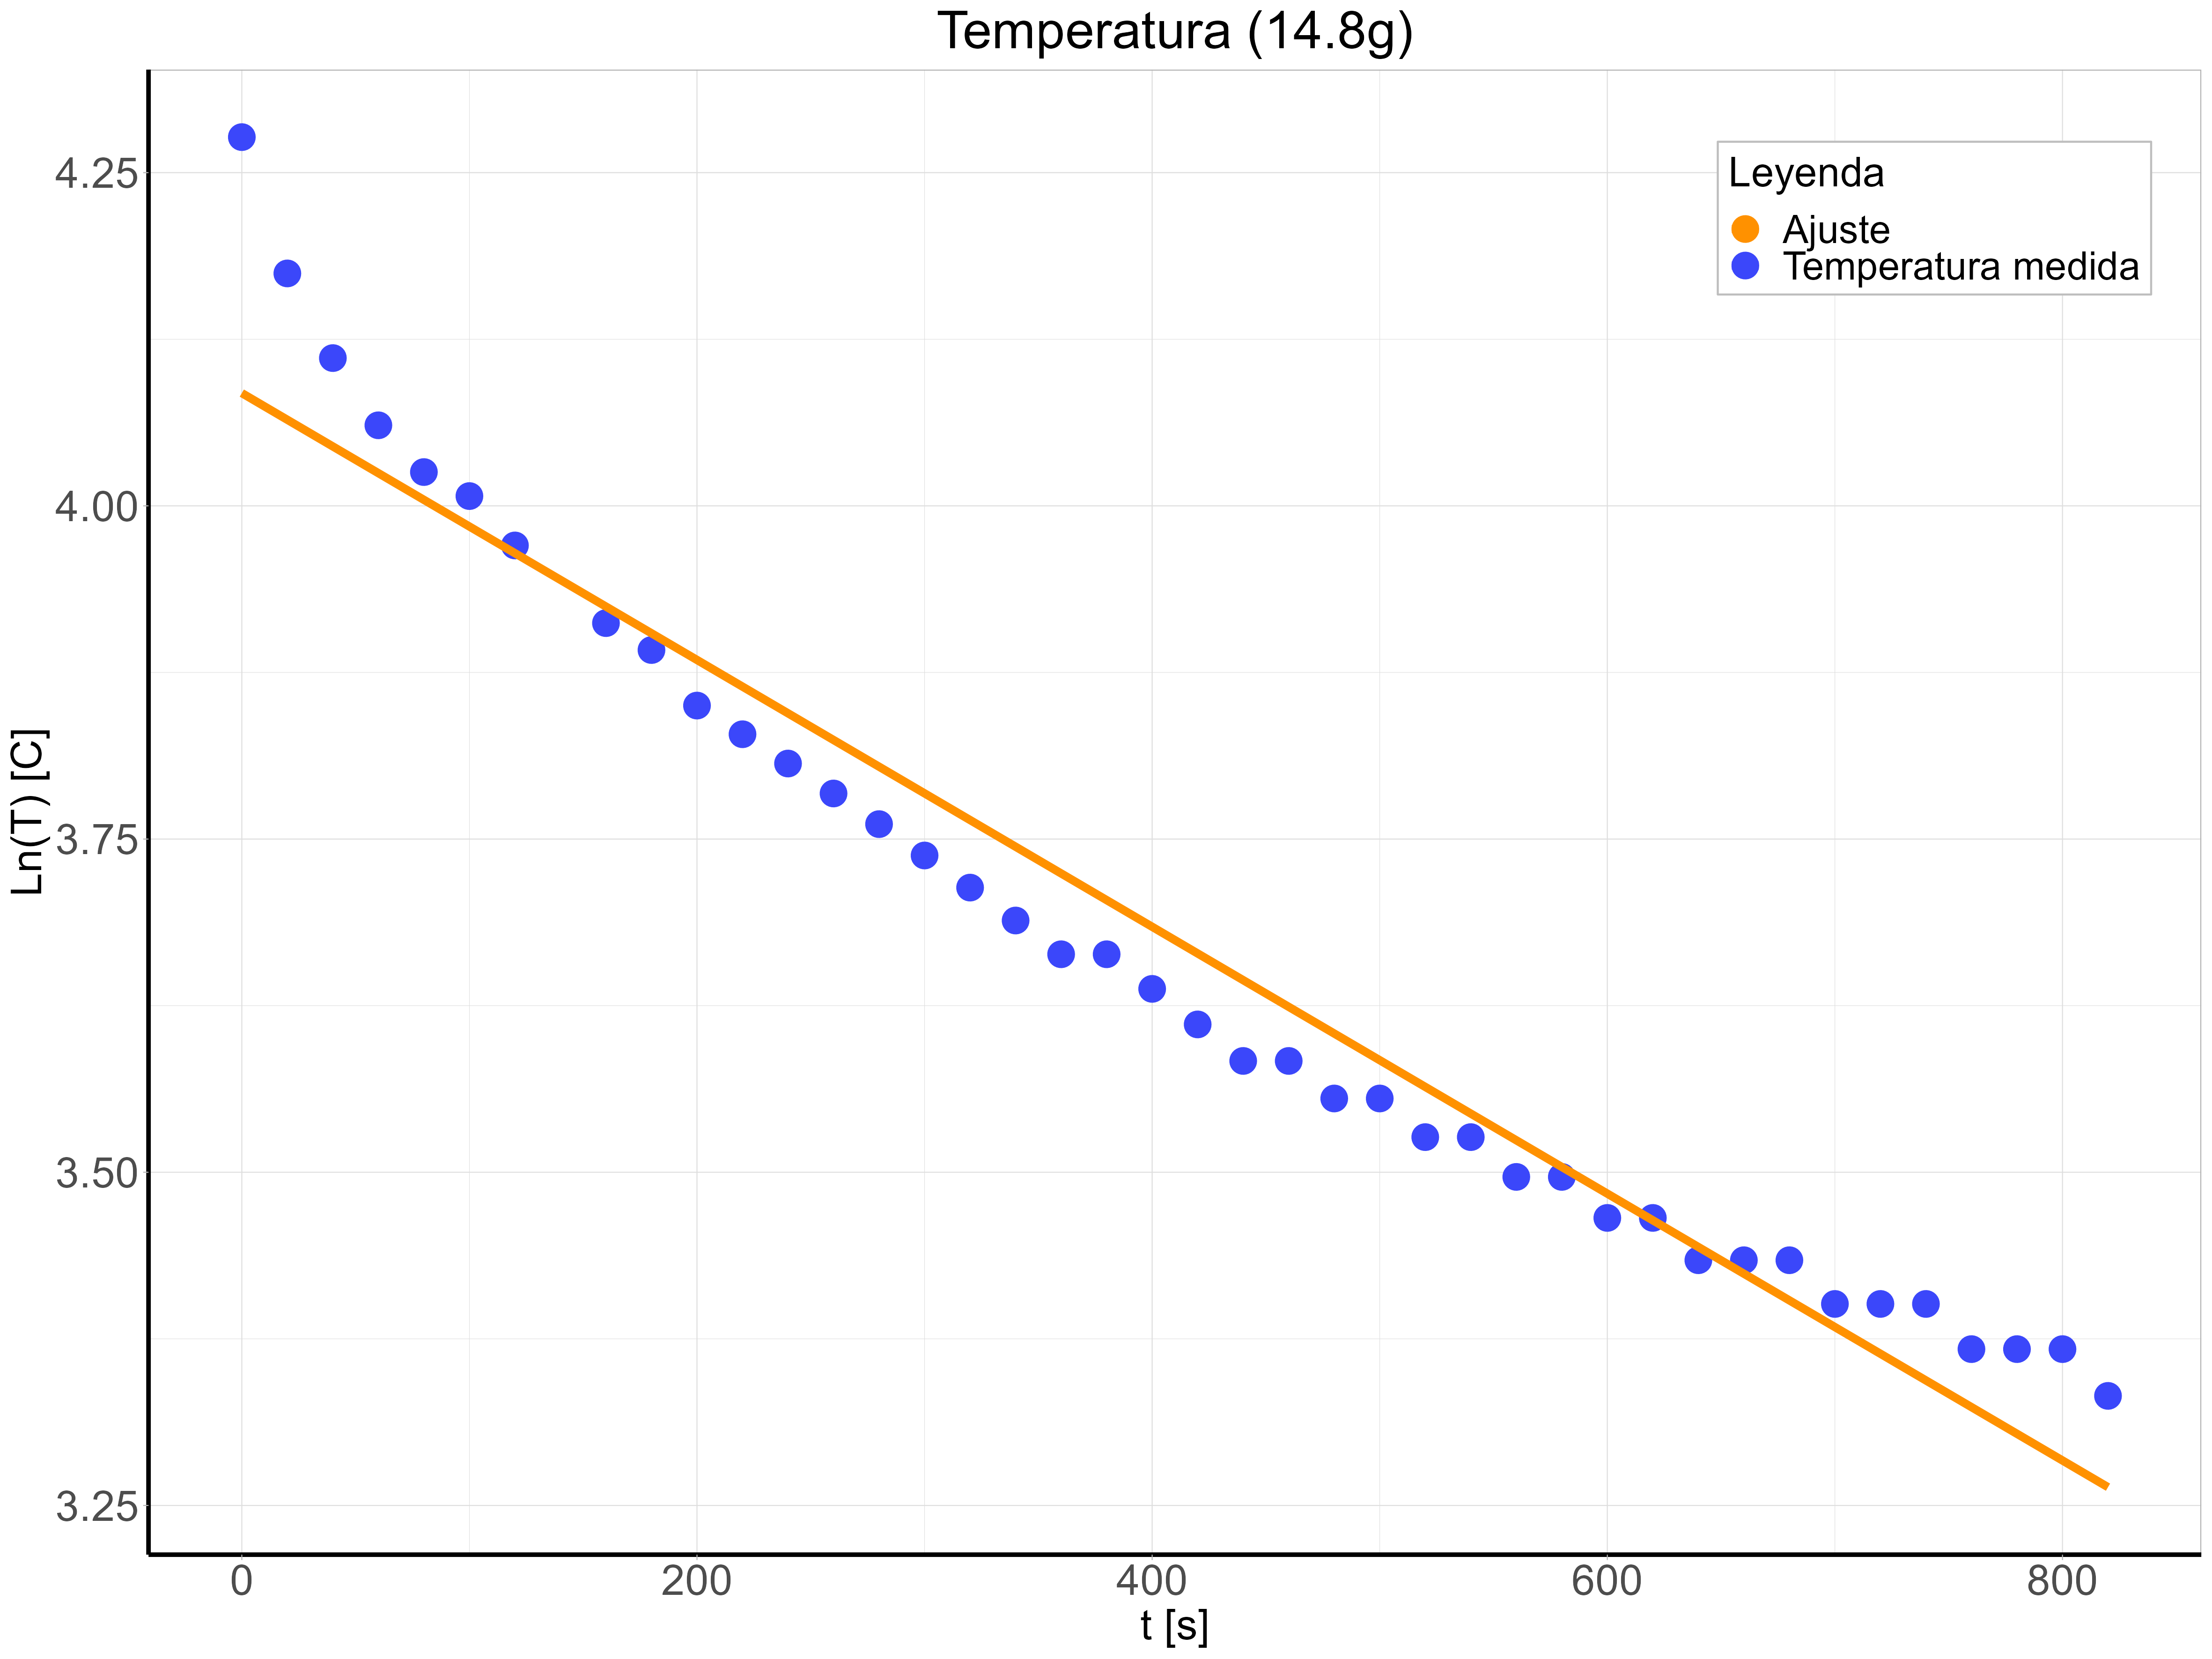 Temperatura (14.8g)
Leyenda
Ajuste
Temperatura medida
Ln(T) [C]
4.25
4.00
3.75
3.50
3.25
0 200 400 600 800
t [s]